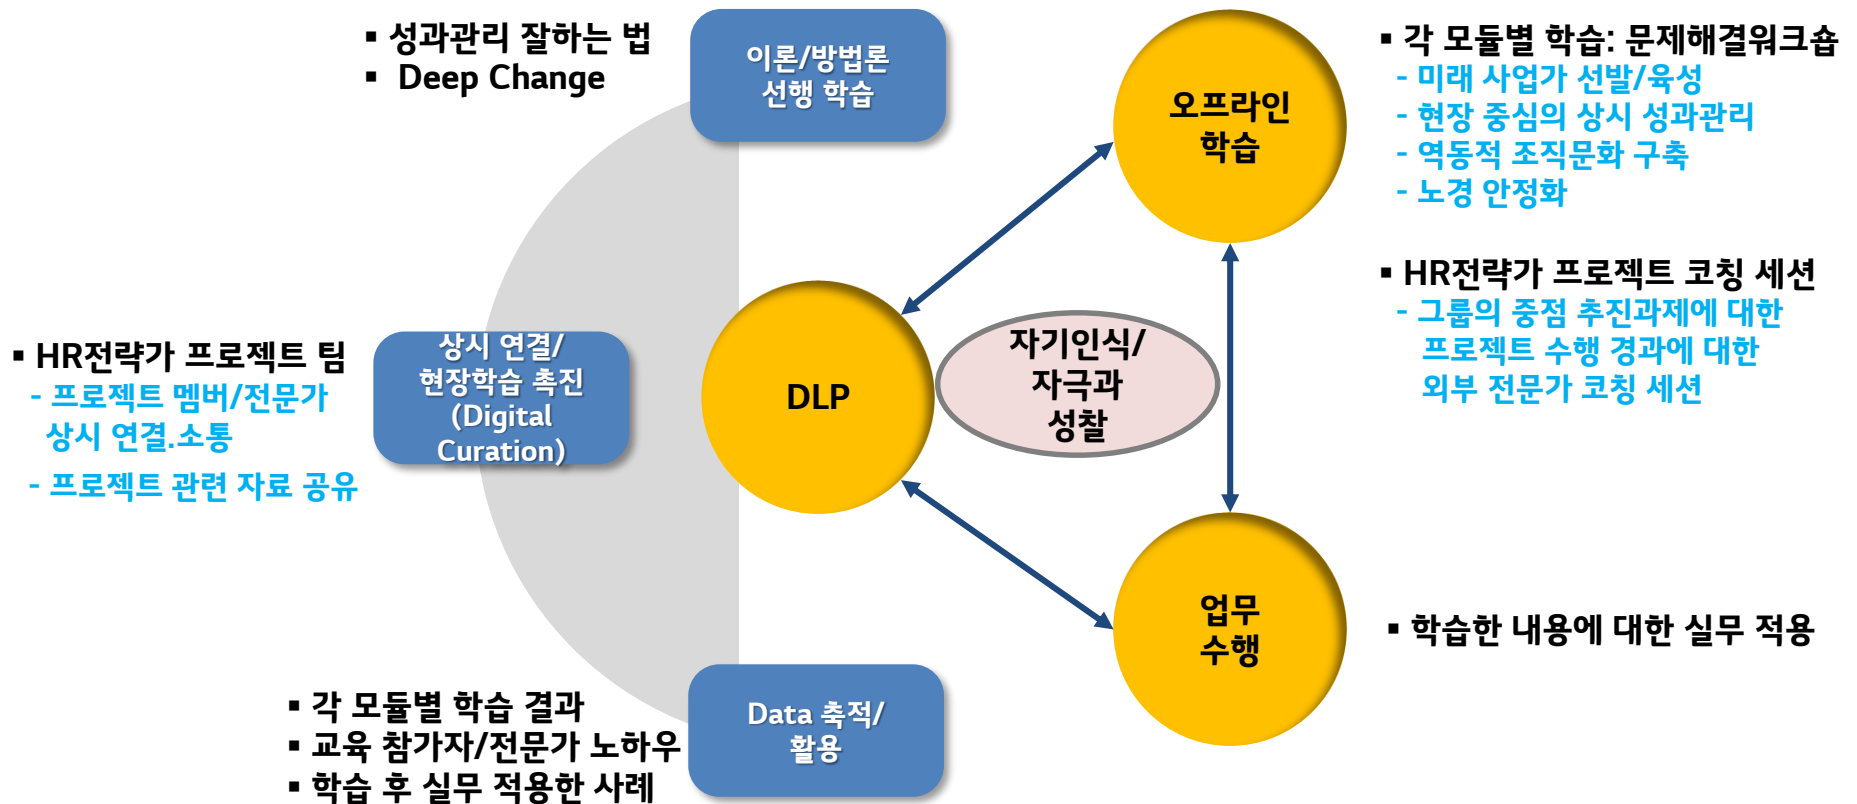 ▪ 성과관리 잘하는 법
▪ Deep Change
이론/방법론
선행 학습
오프라인
학습
▪ 각 모듈별 학습: 문제해결워크숍
- 미래 사업가 선발/육성
- 현장 중심의 상시 성과관리
- 역동적 조직문화 구축
- 노경 안정화
▪ HR전략가 프로젝트 코칭 세션
- 그룹의 중점 추진과제에 대한
프로젝트 수행 경과에 대한
외부 전문가 코칭 세션
▪ HR전략가 프로젝트 팀
- 프로젝트 멤버/전문가
상시 연결.소통
- 프로젝트 관련 자료 공유
상시 연결/
현장학습 촉진
(Digital
Curation)
DLP
자기인식/
자극과
성찰
업무
수행
▪ 학습한 내용에 대한 실무 적용
▪ 각 모듈별 학습 결과
▪ 교육 참가자/전문가 노하우
▪ 학습 후 실무 적용한 사례
Data 축적/
활용